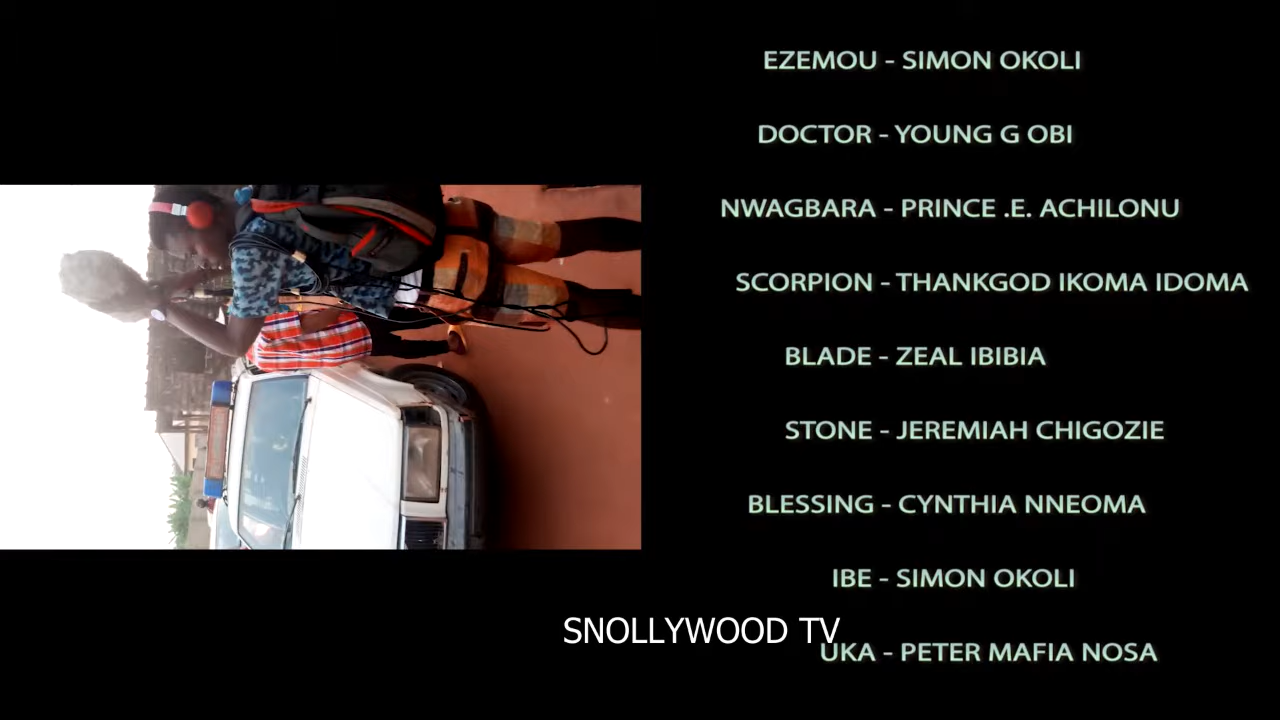 EZEMOU - SIMON OKOLI
DOCTOR - YOUNG G OBI
NWAGBARA - PRINCE .E. ACHILONU
SCORPION - THANKGOD IKOMA IDOMA
BLADE - ZEAL IBIBIA
STONE - JEREMIAH CHIGOZIE
BLESSING - CYNTHIA NNEOMA
IBE - SIMON OKOLI
SNOLLYWOOD TV
UKA - PETER MAFIA NOSA